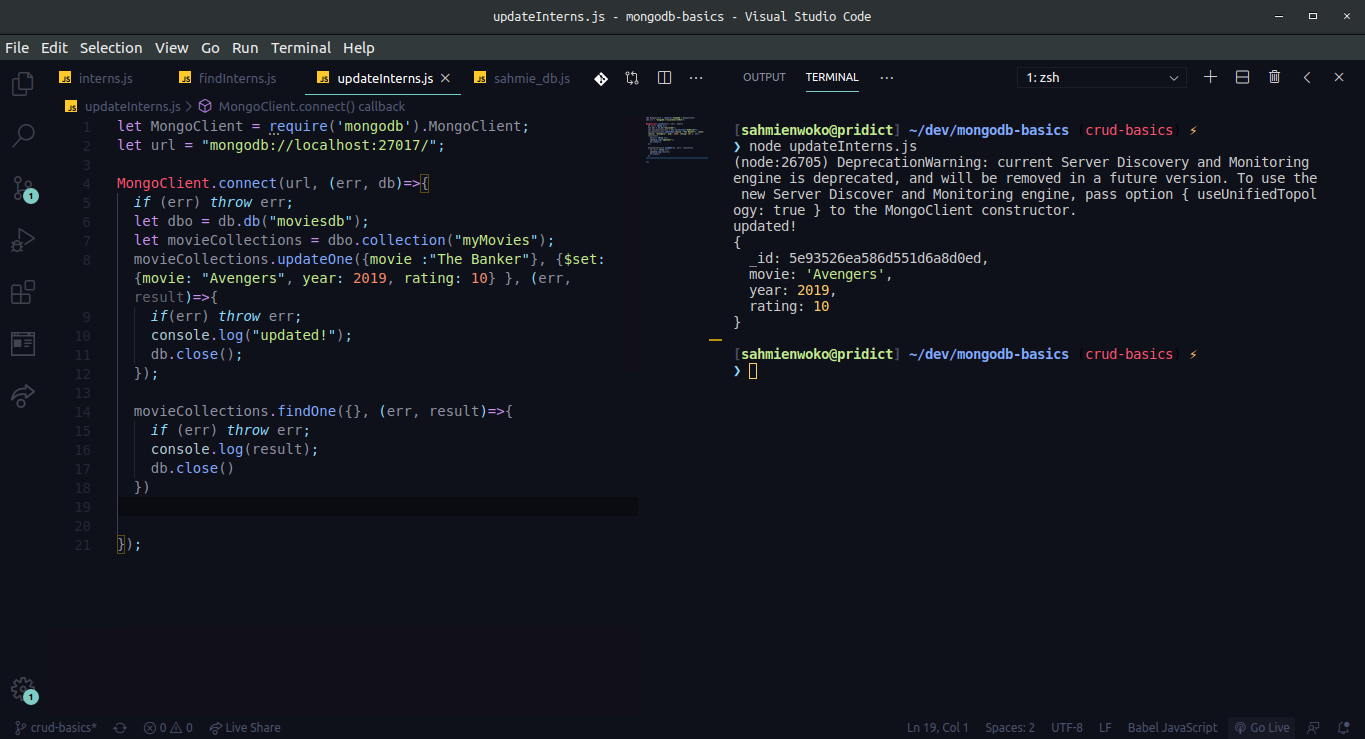 updateInterns.js - mongodb-basics - Visual Studio Code
File Edit Selection View Go Run Terminal Help
JS interns.js JS findInterns.js JS updateInterns.js JS sahmie_db.js
OUTPUT TERMINAL 1: zsh
JS updateInterns.js > MongoClient.connect() callback
1 let MongoClient = require('mongodb').MongoClient;
2 let url = "mongodb://localhost:27017/";
3
4 MongoClient.connect(url, (err, db)=>{
5 if (err) throw err;
6 let dbo = db.db("moviesdb");
7 let movieCollections = dbo.collection("myMovies");
8 movieCollections.updateOne({movie :"The Banker"}, {$set:
{movie: "Avengers", year: 2019, rating: 10} }, (err,
result)=>{
9 if(err) throw err;
10 console.log("updated!");
11 db.close();
12 });
13
14 movieCollections.findOne({}, (err, result)=>{
15 if (err) throw err;
16 console.log(result);
17 db.close()
18 })
19
20
21 });
[sahmienwoko@pridict] ~/dev/mongodb-basics (crud-basics) ⚡
❯ node updateInterns.js
(node:26705) DeprecationWarning: current Server Discovery and Monitoring
engine is deprecated, and will be removed in a future version. To use the
new Server Discover and Monitoring engine, pass option { useUnifiedTopol
ogy: true } to the MongoClient constructor.
updated!
{
_id: 5e93526ea586d551d6a8d0ed,
movie: 'Avengers',
year: 2019,
rating: 10
}
[sahmienwoko@pridict] ~/dev/mongodb-basics (crud-basics) ⚡
❯
1
1
crud-basics* 0 0 Live Share
Ln 19, Col 1 Spaces: 2 UTF-8 LF Babel JavaScript Go Live